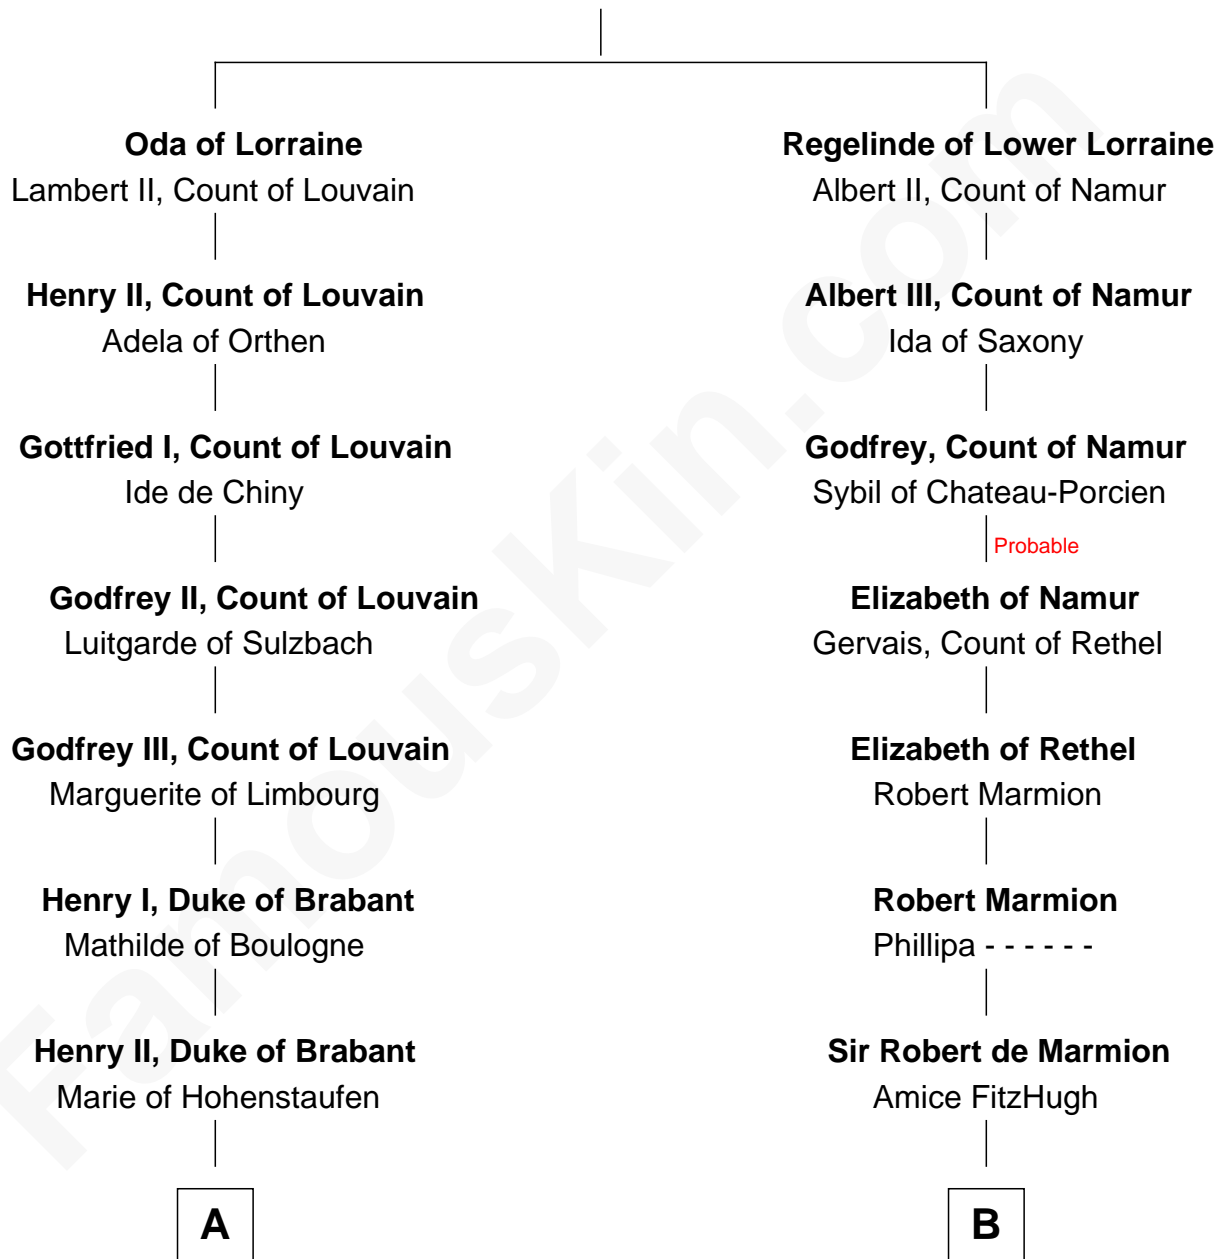 Oda of Lorraine
Lambert II, Count of Louvain
Henry II, Count of Louvain
Adela of Orthen
Gottfried I, Count of Louvain
Ide de Chiny
Godfrey II, Count of Louvain
Luitgarde of Sulzbach
Godfrey III, Count of Louvain
Marguerite of Limbourg
Henry I, Duke of Brabant
Mathilde of Boulogne
Henry II, Duke of Brabant
Marie of Hohenstaufen
A
Regelinde of Lower Lorraine
Albert II, Count of Namur
Albert III, Count of Namur
Ida of Saxony
Godfrey, Count of Namur
Sybil of Chateau-Porcien
Probable
Elizabeth of Namur
Gervais, Count of Rethel
Elizabeth of Rethel
Robert Marmion
Robert Marmion
Phillipa - - - - - -
Sir Robert de Marmion
Amice FitzHugh
B
FamousKin.com